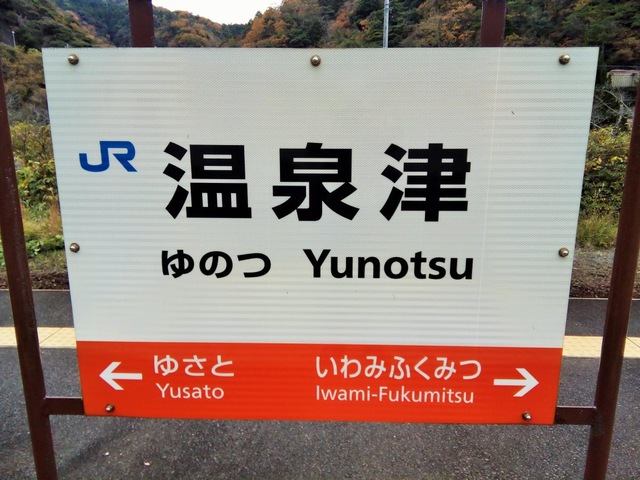 JR 温泉津
ゆのつ Yunotsu
← ゆさと いわみふくみつ →
Yusato Iwami-Fukumitsu